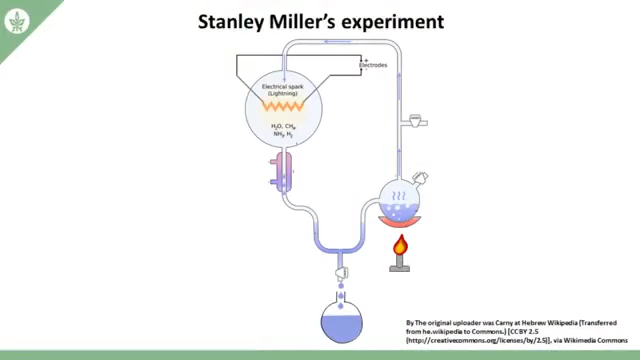 Stanley Miller's experiment
+
Electrodes
-
Electrical spark
(Lightning)
H₂O, CH₄,
NH₃, H₂
By The original uploader was Carny at Hebrew Wikipedia [Transferred
from he.wikipedia to Commons.) [CC BY 2.5
(http://creativecommons.org/licenses/by/2.5)], via Wikimedia Commons